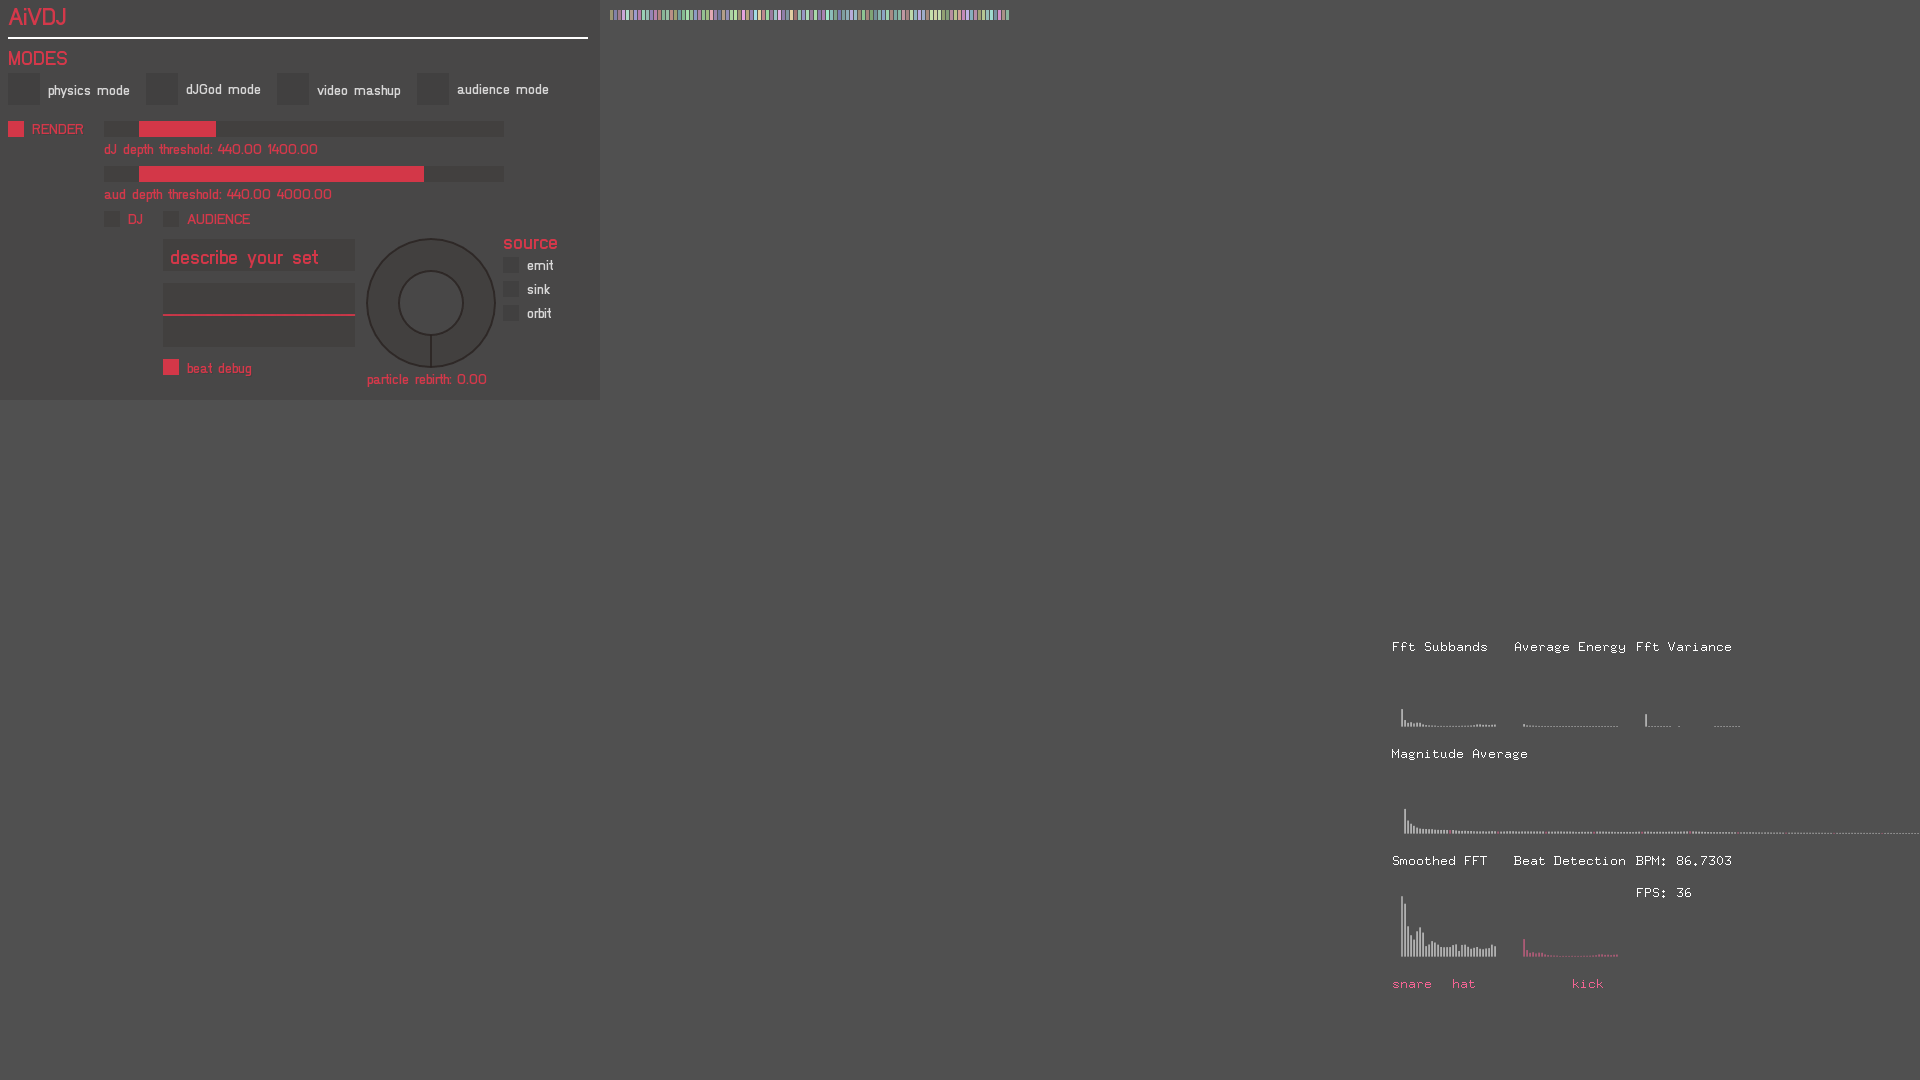 AiVDJ
MODES
physics mode dJGod mode video mashup audience mode
RENDER
dJ depth threshold: 440.00 1400.00
aud depth threshold: 440.00 4000.00
DJ AUDIENCE
describe your set
source
emit
sink
orbit
beat debug
particle rebirth: 0.00
Fft Subbands Average Energy Fft Variance
Magnitude Average
Smoothed FFT Beat Detection BPM: 86.7303
FPS: 36
snare hat kick